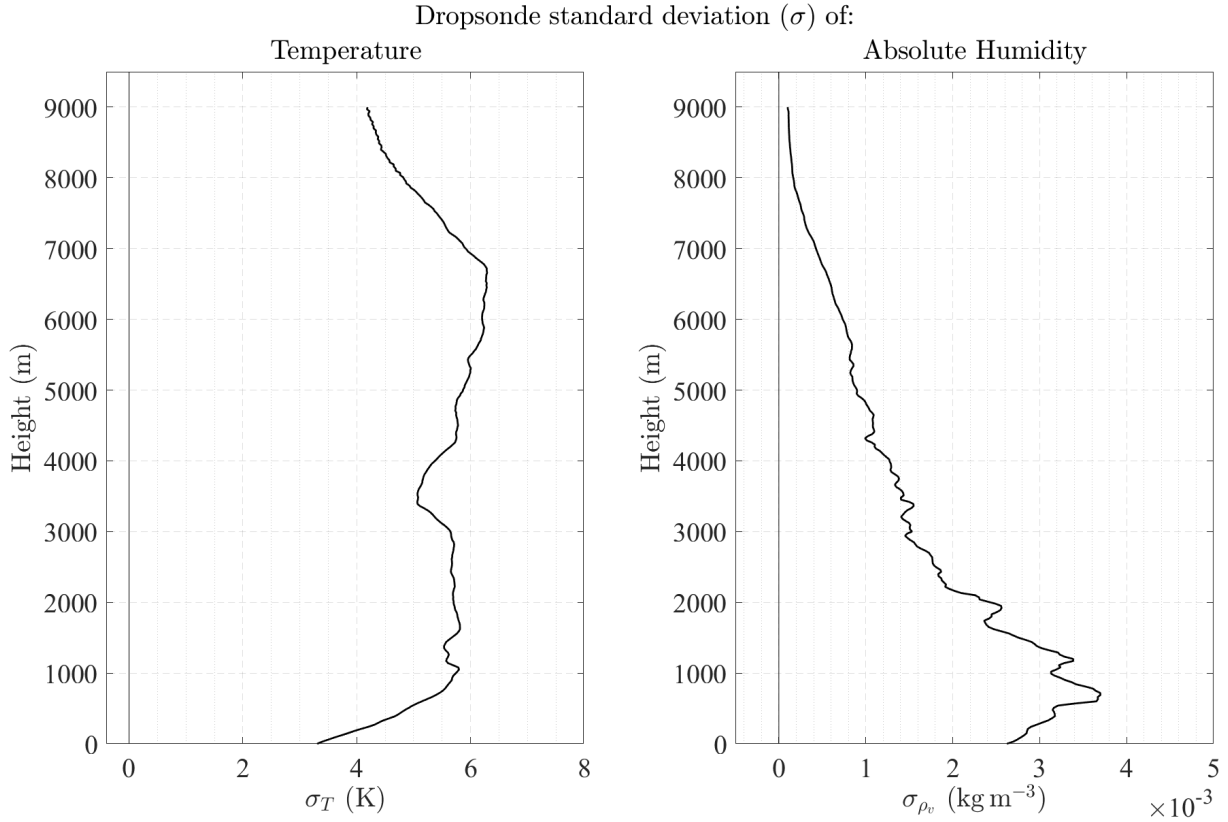 Dropsonde standard deviation (σ) of:
Temperature
Absolute Humidity
9000
8000
7000
6000
5000
4000
3000
2000
1000
0
Height (m)
0 2 4 6 8
σ_T (K)
9000
8000
7000
6000
5000
4000
3000
2000
1000
0
Height (m)
0 1 2 3 4 5
σ_{ρ_v} (kg m⁻³)
×10⁻³